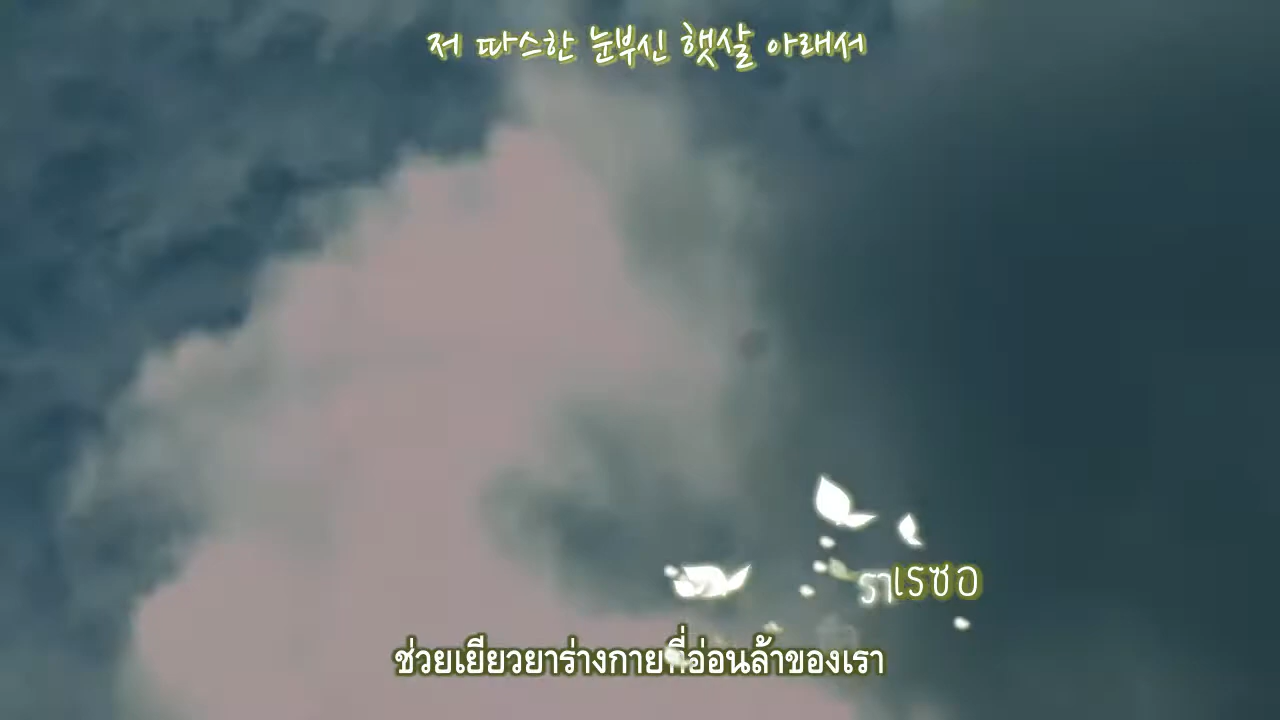 저 따스한 눈부신 햇살 아래서
ราเรซอ
ช่วยเยียวยาร่างกายที่อ่อนล้าของเรา